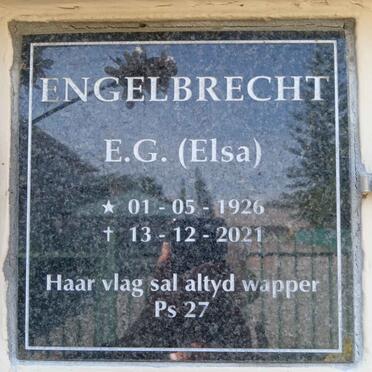 ENGELBRECHT
E.G. (Elsa)
★ 01 - 05 - 1926
† 13 - 12 - 2021
Haar vlag sal altyd wapper
Ps 27